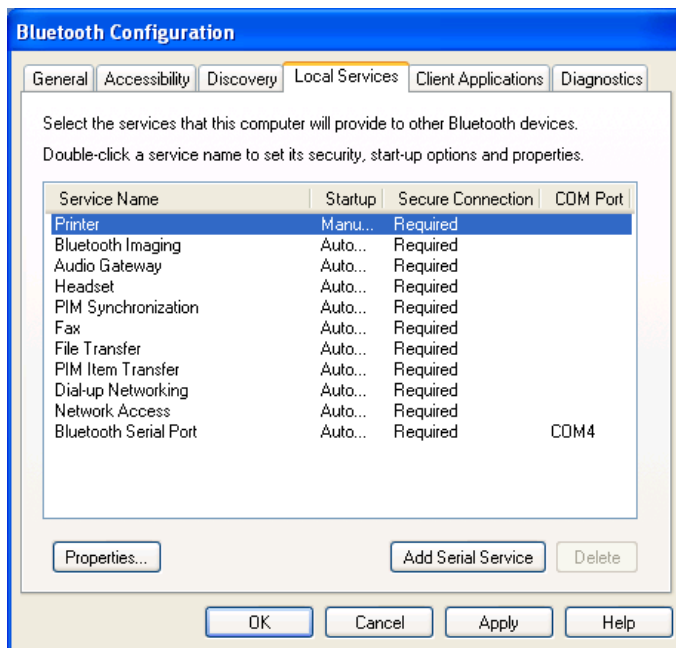 Bluetooth Configuration
General Accessibility Discovery Local Services Client Applications Diagnostics
Select the services that this computer will provide to other Bluetooth devices.
Double-click a service name to set its security, start-up options and properties.
Service Name Startup Secure Connection COM Port
Printer Manu... Required
Bluetooth Imaging Auto... Required
Audio Gateway Auto... Required
Headset Auto... Required
PIM Synchronization Auto... Required
Fax Auto... Required
File Transfer Auto... Required
PIM Item Transfer Auto... Required
Dial-up Networking Auto... Required
Network Access Auto... Required
Bluetooth Serial Port Auto... Required COM4
Properties... Add Serial Service Delete
OK Cancel Apply Help